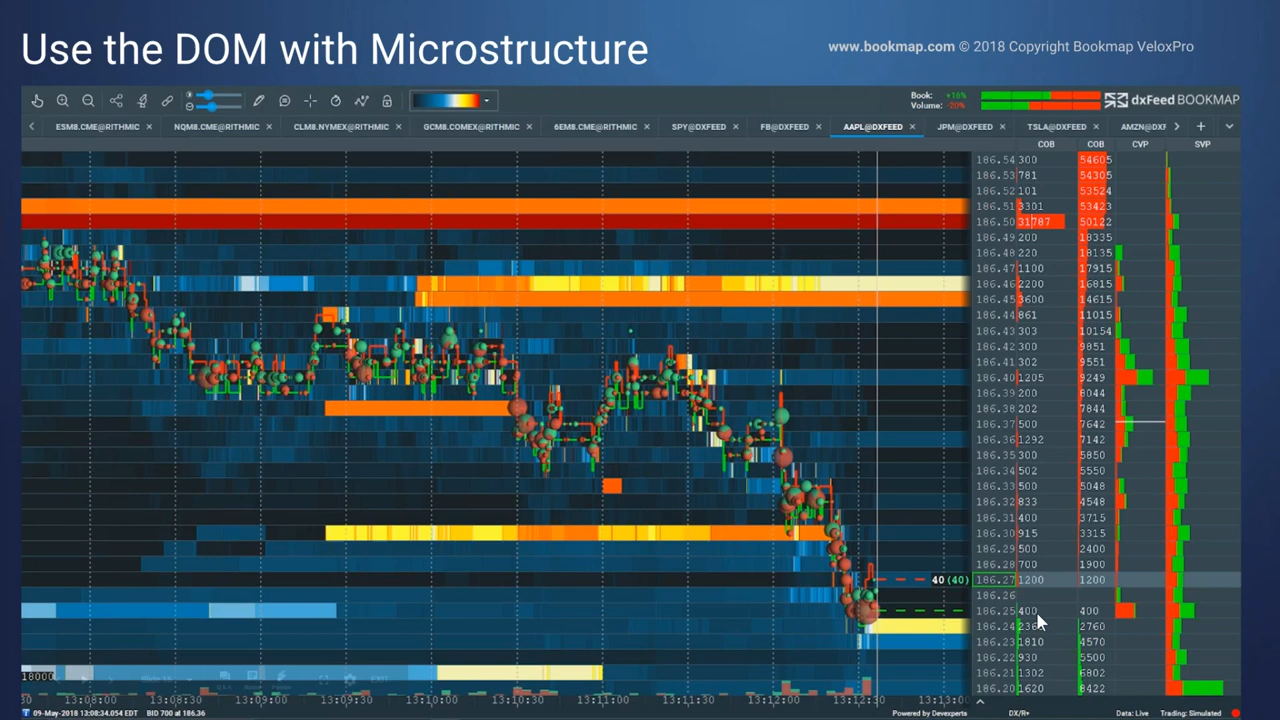 Use the DOM with Microstructure
www.bookmap.com © 2018 Copyright Bookmap VeloxPro
Book: +16%
Volume: -20%
dxFeed BOOKMAP
ESM8.CME@RITHMIC NQM8.CME@RITHMIC CLM8.NYMEX@RITHMIC GCM8.COMEX@RITHMIC 6EM8.CME@RITHMIC SPY@DXFEED FB@DXFEED AAPL@DXFEED JPM@DXFEED TSLA@DXFEED AMZN@DXF
COB COB CVP SVP
186.54 300 54605
186.53 781 54305
186.52 101 53524
186.51 3301 53423
186.50 31787 50122
186.49 200 18335
186.48 220 18135
186.47 1100 17915
186.46 2200 16815
186.45 3600 14615
186.44 861 11015
186.43 303 10154
186.42 300 9851
186.41 302 9551
186.40 1205 9249
186.39 200 8044
186.38 202 7844
186.37 500 7642
186.36 1292 7142
186.35 300 5850
186.34 502 5550
186.33 500 5048
186.32 833 4548
186.31 400 3715
186.30 915 3315
186.29 500 2400
186.28 700 1900
40 (40) 186.27 1200 1200
186.26
186.25 400 400
186.24 2360 2760
186.23 1810 4570
186.22 930 5500
186.21 1302 6802
18000 186.20 1620 8422
13:08:00 13:08:30 13:09:00 13:09:30 13:10:00 13:10:30 13:11:00 13:11:30 13:12:00 13:12:30 13:13:00
09-May-2018 13:08:34.054 EDT BID 700 at 186.36 Powered by Devexperts DX/R+ Data: Live Trading: Simulated